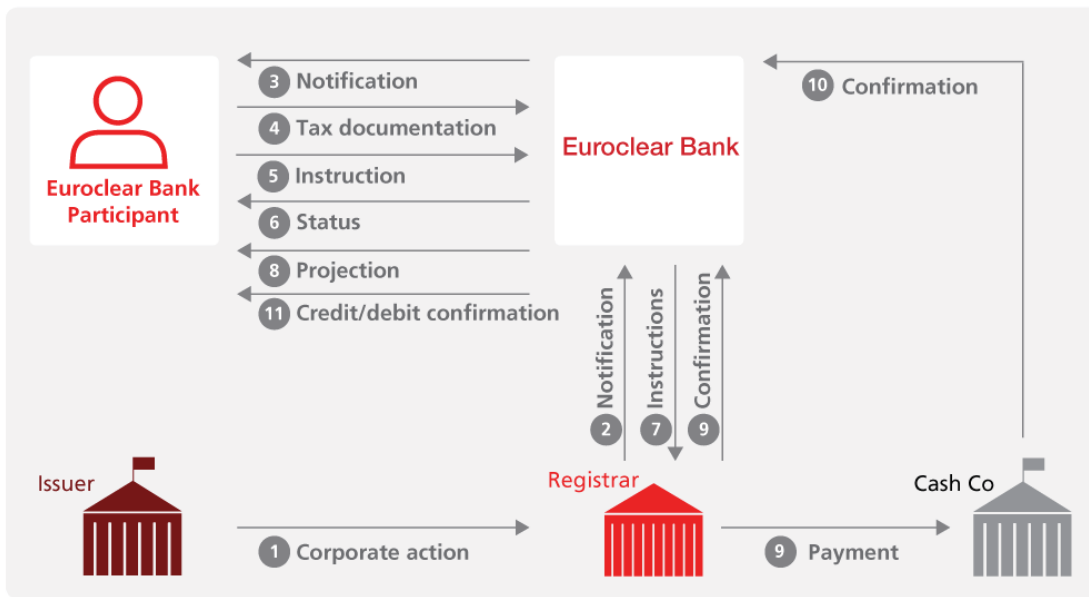 3 Notification
10 Confirmation
4 Tax documentation
Euroclear Bank
5 Instruction
Euroclear Bank
Participant
6 Status
8 Projection
11 Credit/debit confirmation
2 Notification
7 Instructions
9 Confirmation
Issuer
Registrar
Cash Co
1 Corporate action
9 Payment